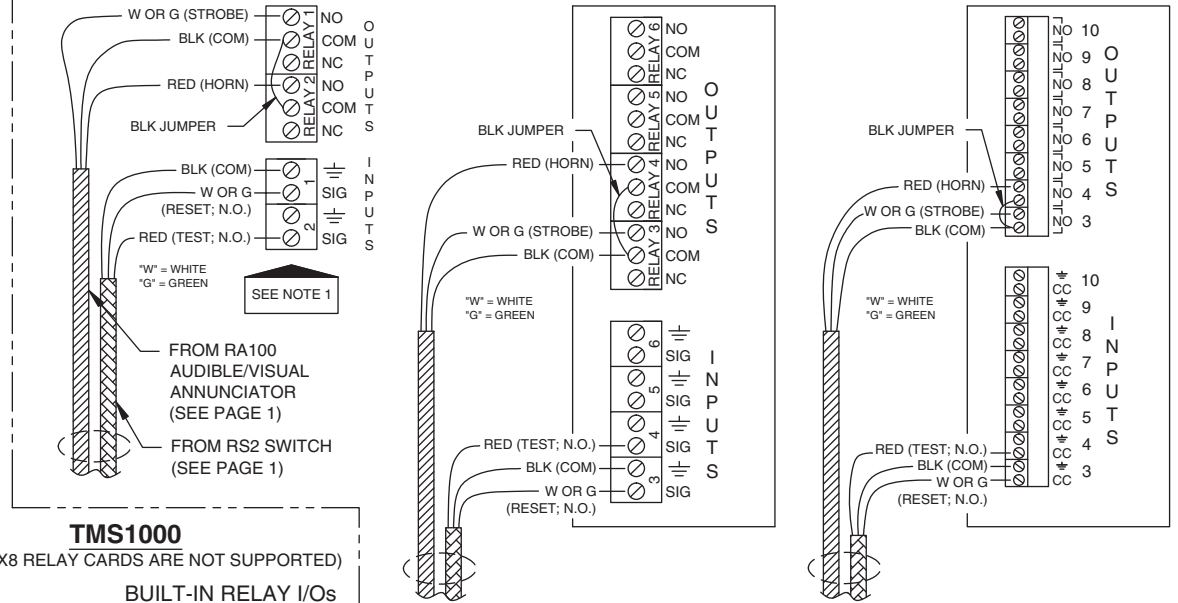 W OR G (STROBE)
BLK (COM)
RED (HORN)
BLK JUMPER
RELAY 1
NO
COM
NC
RELAY 2
NO
COM
NC
OUTPUTS
BLK (COM)
W OR G
(RESET; N.O.)
RED (TEST; N.O.)
1
SIG
2
SIG
INPUTS
"W" = WHITE
"G" = GREEN
SEE NOTE 1
FROM RA100
AUDIBLE/VISUAL
ANNUNCIATOR
(SEE PAGE 1)
FROM RS2 SWITCH
(SEE PAGE 1)
TMS1000
X8 RELAY CARDS ARE NOT SUPPORTED)
BUILT-IN RELAY I/Os
RELAY 6
NO
COM
NC
RELAY 5
NO
COM
NC
RELAY 4
NO
COM
NC
RELAY 3
NO
COM
NC
OUTPUTS
BLK JUMPER
RED (HORN)
W OR G (STROBE)
BLK (COM)
"W" = WHITE
"G" = GREEN
6
SIG
5
SIG
4
SIG
3
SIG
INPUTS
RED (TEST; N.O.)
BLK (COM)
W OR G
(RESET; N.O.)
NO 10
NO 9
NO 8
NO 7
NO 6
NO 5
NO 4
NO 3
OUTPUTS
BLK JUMPER
RED (HORN)
W OR G (STROBE)
BLK (COM)
"W" = WHITE
"G" = GREEN
10
CC
9
CC
8
CC
7
CC
6
CC
5
CC
4
CC
3
CC
INPUTS
RED (TEST; N.O.)
BLK (COM)
W OR G
(RESET; N.O.)